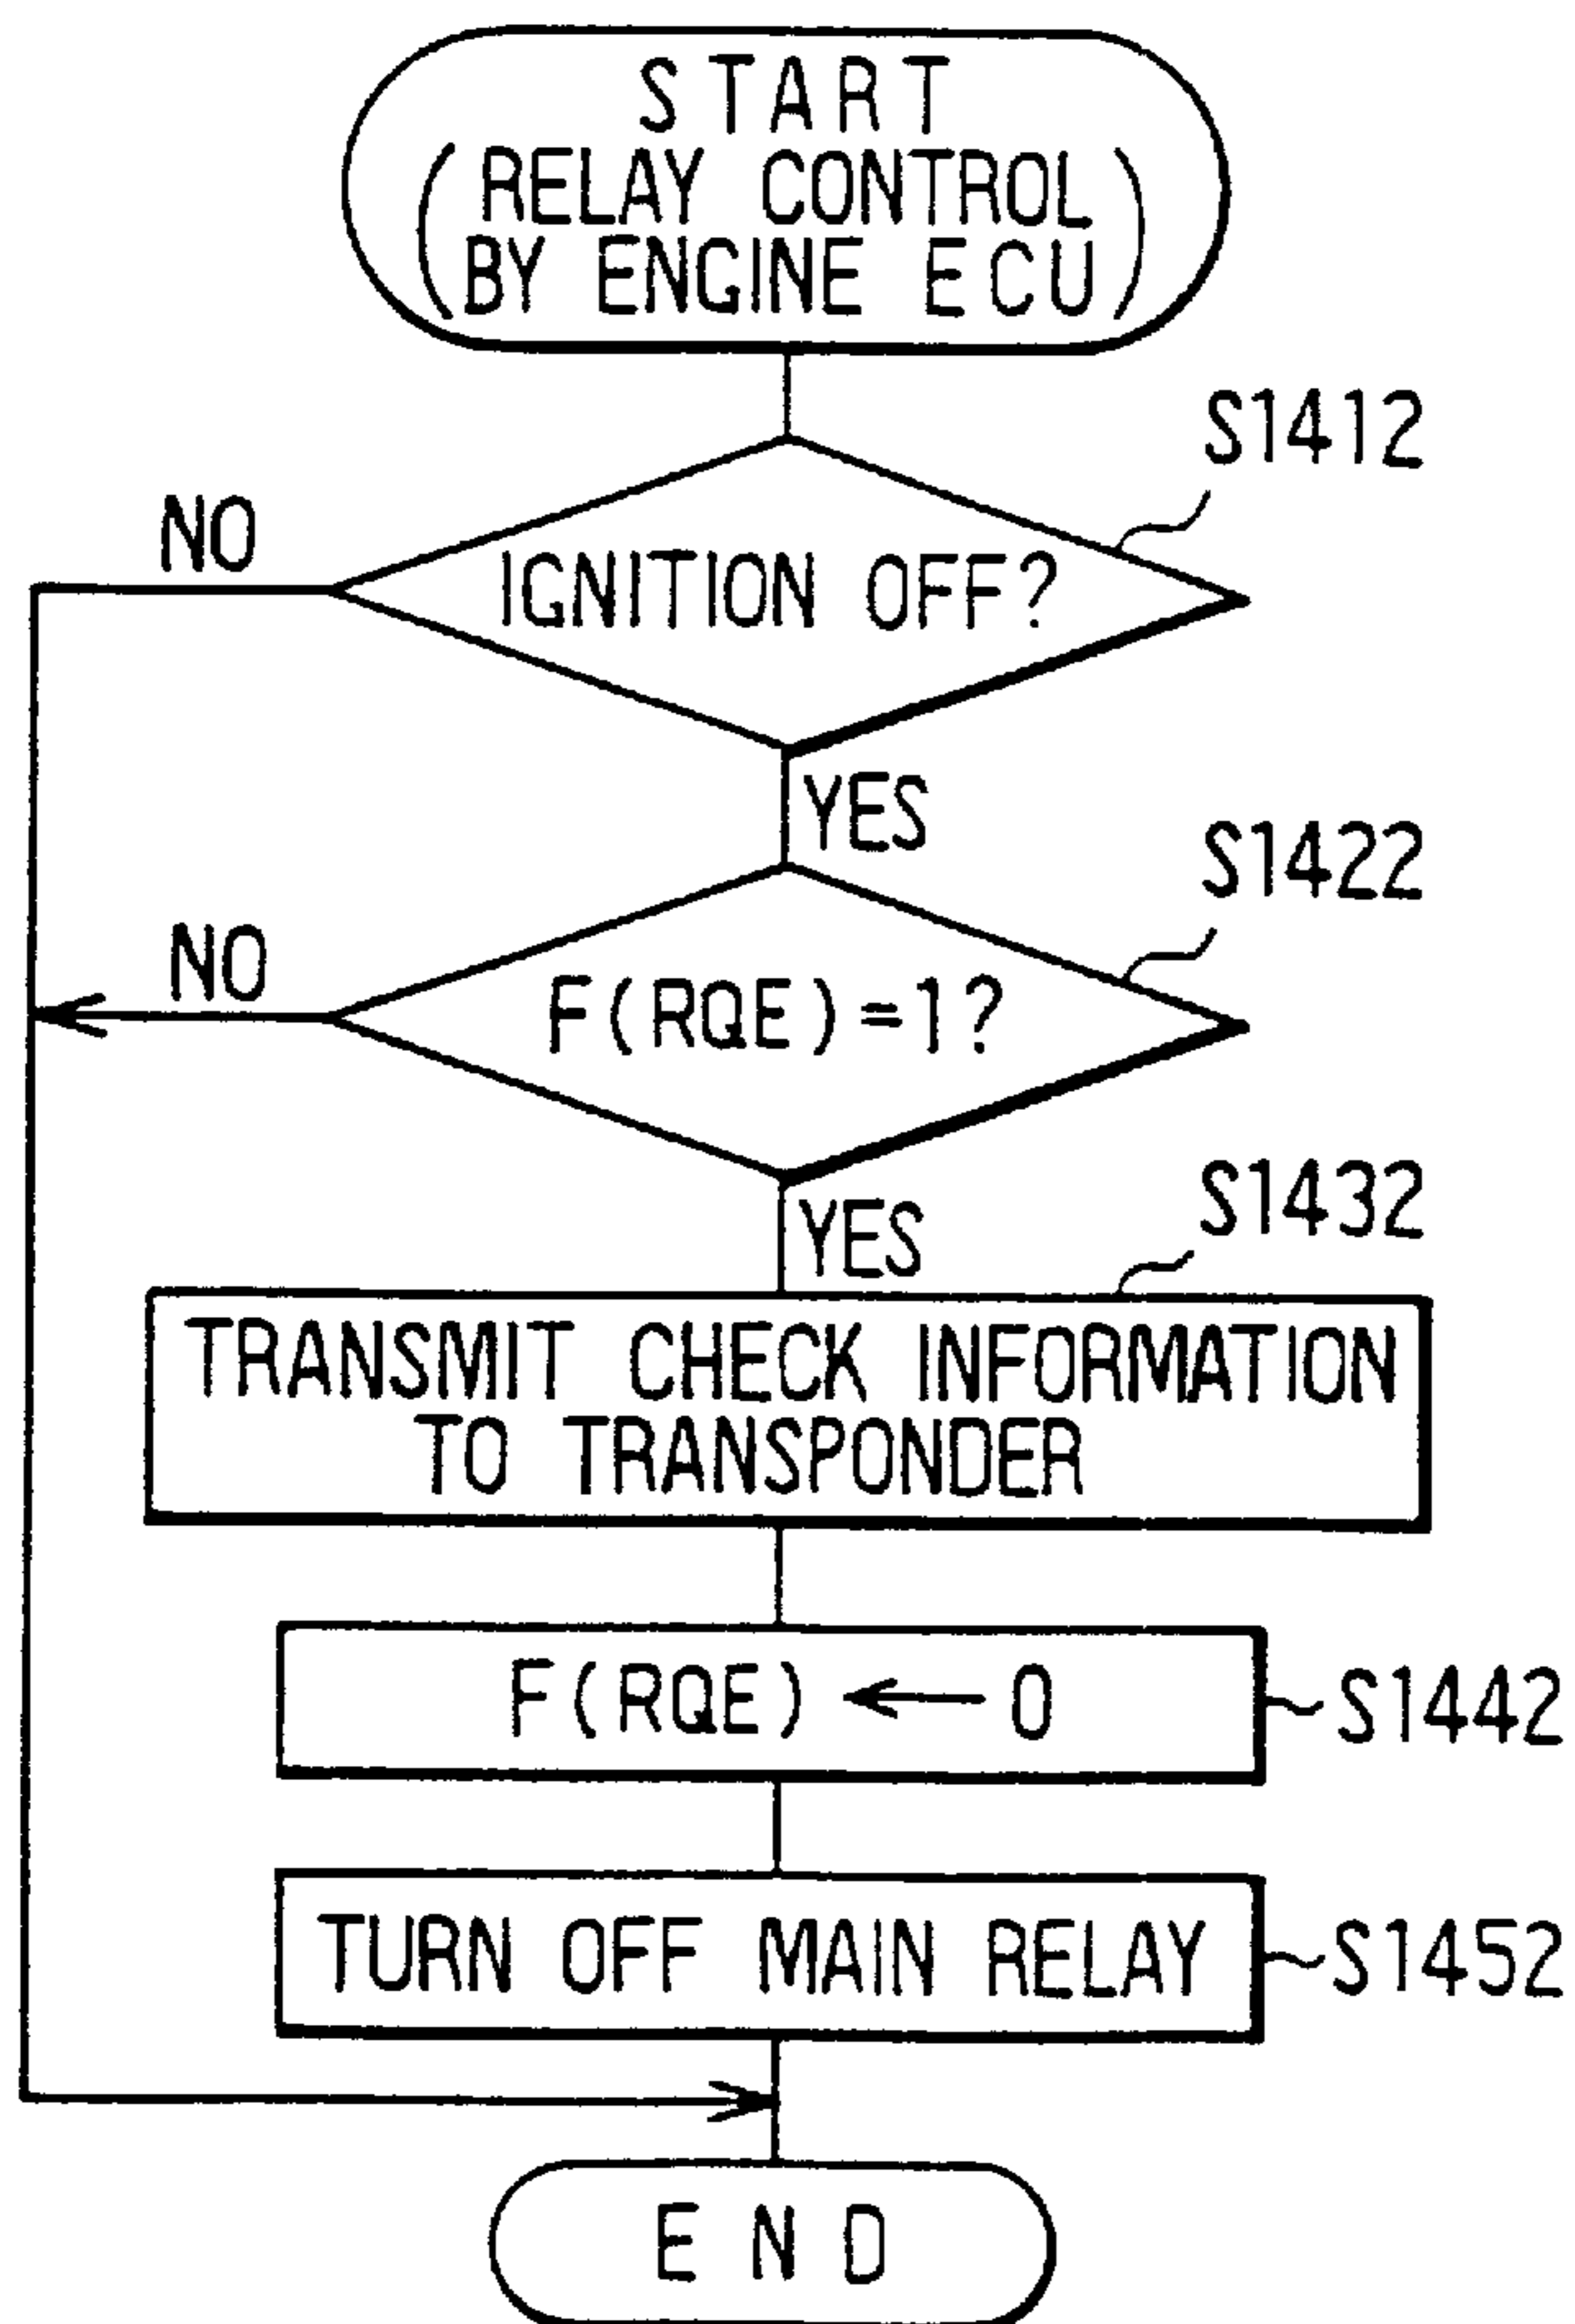 START
(RELAY CONTROL
BY ENGINE ECU)
S1412
NO
IGNITION OFF?
YES
S1422
NO
F(RQE)=1?
YES
S1432
TRANSMIT CHECK INFORMATION
TO TRANSPONDER
F(RQE) ← 0
S1442
TURN OFF MAIN RELAY
S1452
END